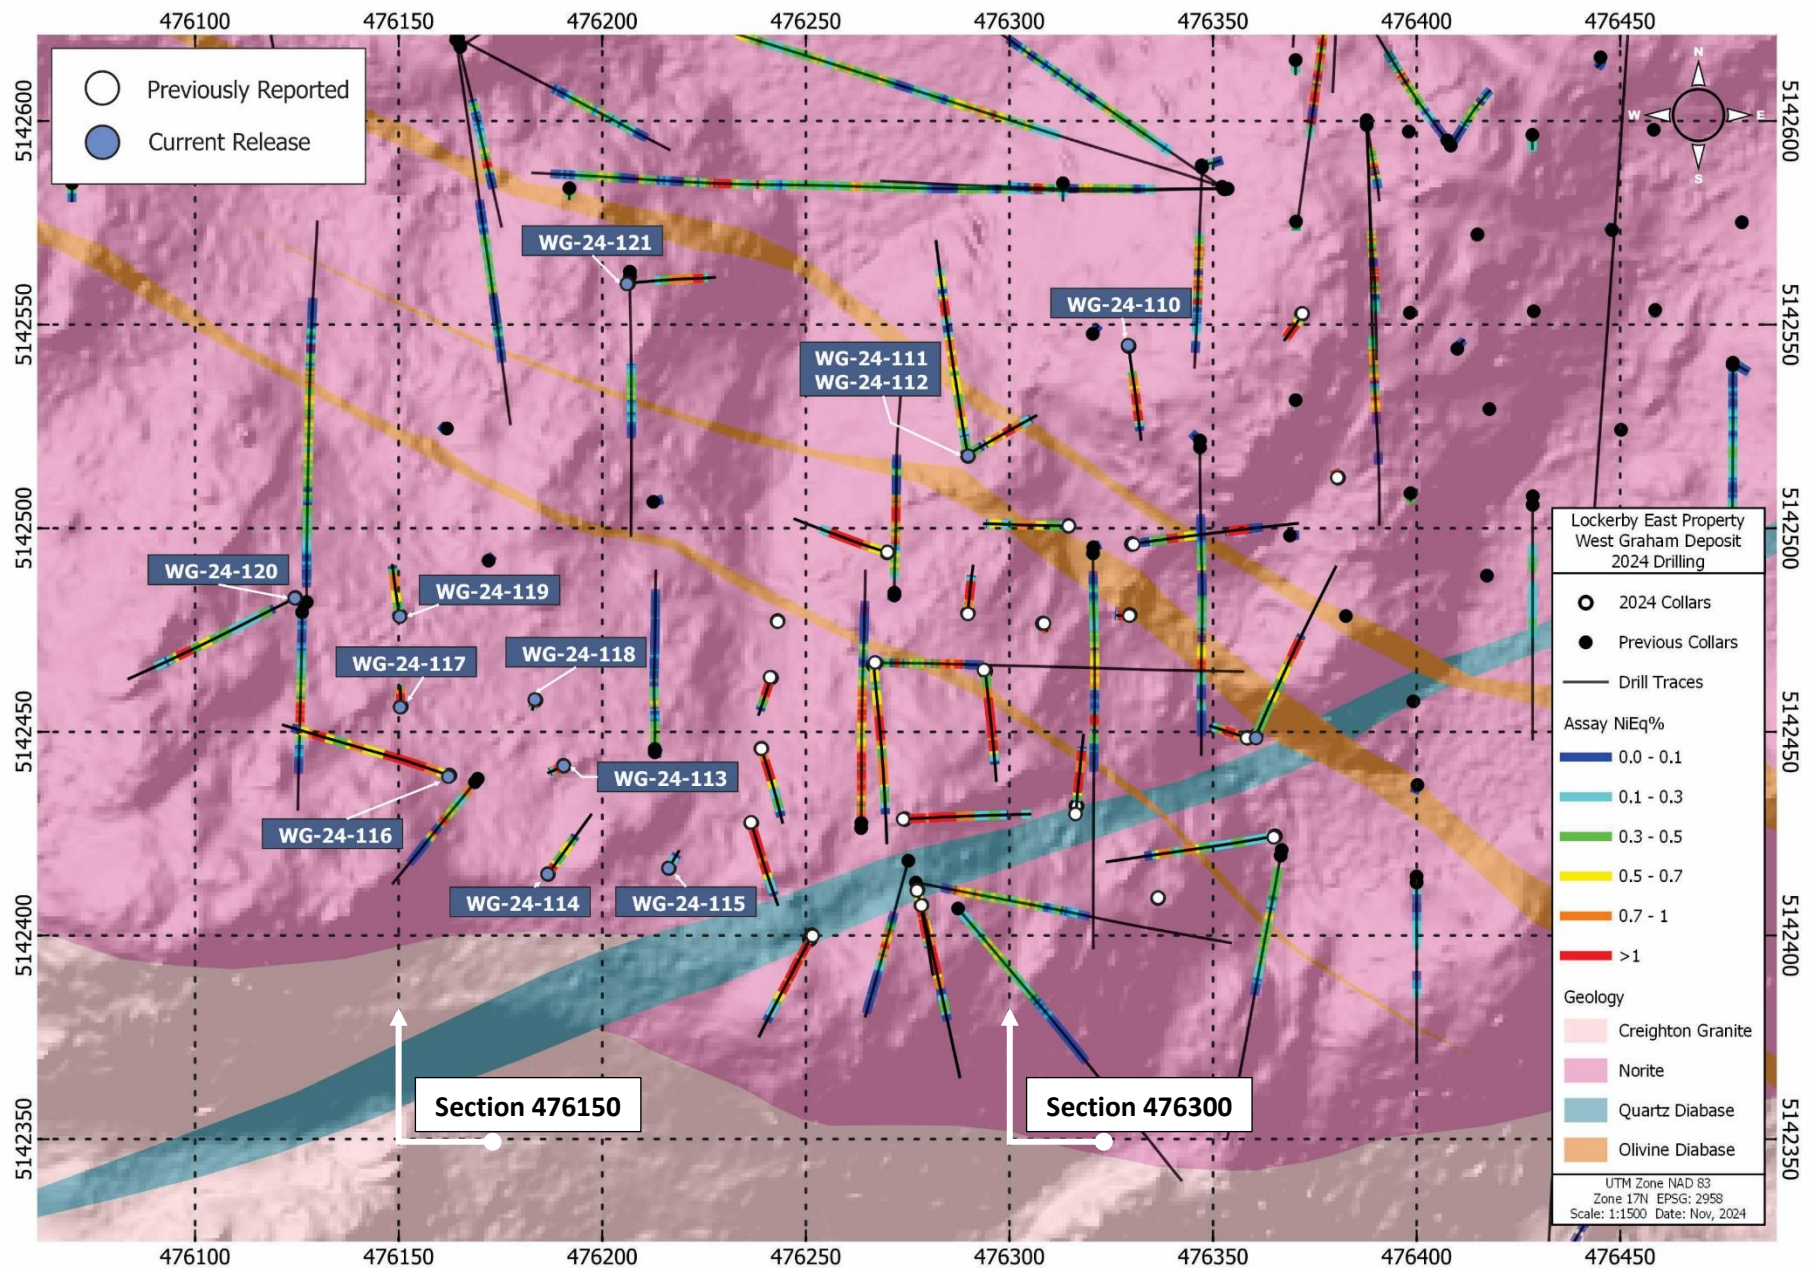 476100 476150 476200 476250 476300 476350 476400 476450
Previously Reported
Current Release
N
W E
S
5142600 5142600
WG-24-121
5142550 5142550
WG-24-110
WG-24-111
WG-24-112
5142500 5142500
WG-24-120
WG-24-119
WG-24-117
WG-24-118
5142450 5142450
WG-24-113
WG-24-116
WG-24-114
WG-24-115
5142400 5142400
Section 476150
Section 476300
5142350 5142350
Lockerby East Property
West Graham Deposit
2024 Drilling
2024 Collars
Previous Collars
Drill Traces
Assay NiEq%
0.0 - 0.1
0.1 - 0.3
0.3 - 0.5
0.5 - 0.7
0.7 - 1
>1
Geology
Creighton Granite
Norite
Quartz Diabase
Olivine Diabase
UTM Zone NAD 83
Zone 17N EPSG: 2958
Scale: 1:1500 Date: Nov, 2024
476100 476150 476200 476250 476300 476350 476400 476450